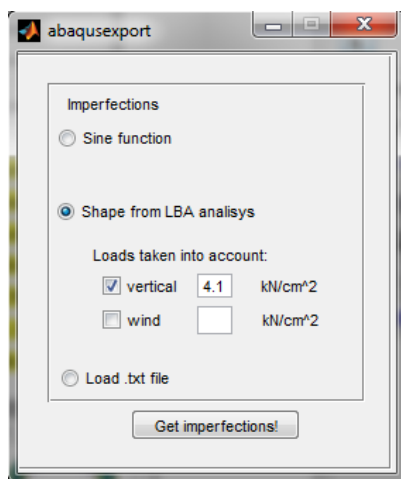 abaqusexport
Imperfections
Sine function
Shape from LBA analisys
Loads taken into account:
vertical 4.1 kN/cm^2
wind kN/cm^2
Load .txt file
Get imperfections!